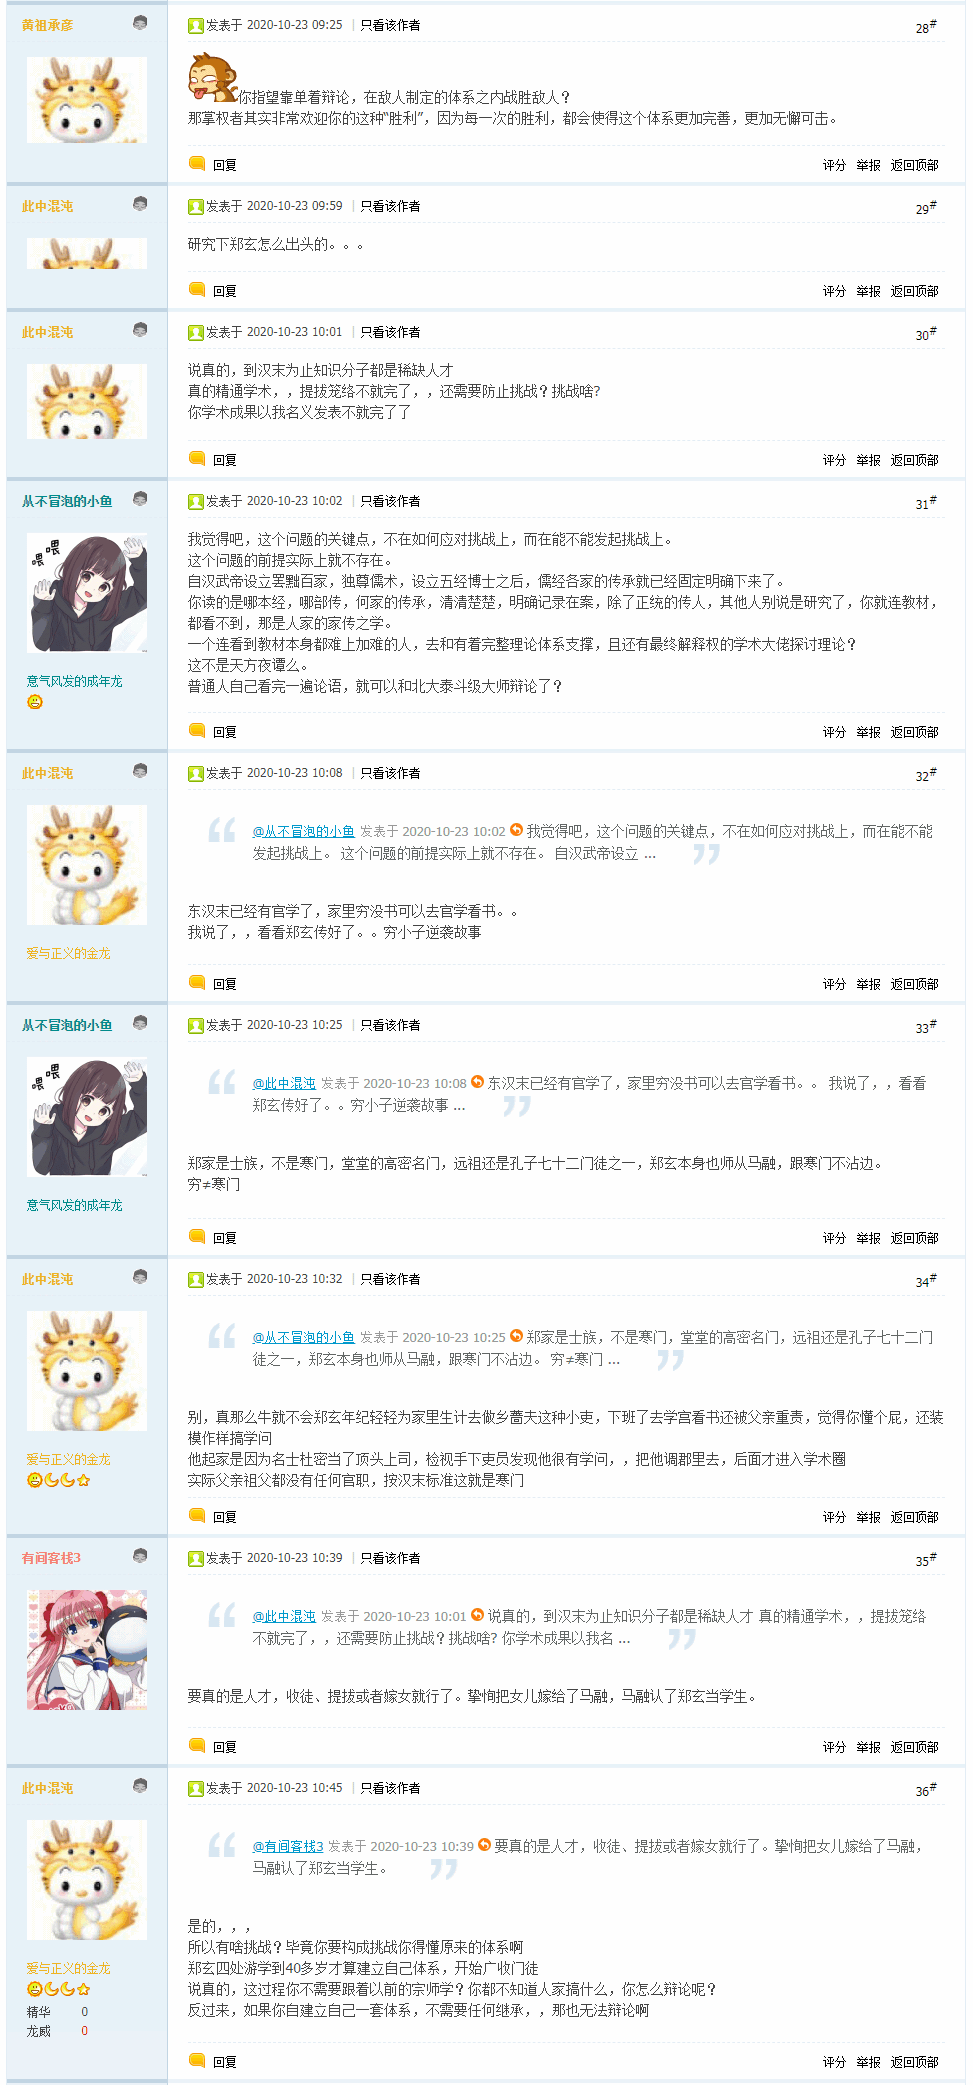 黄祖承彦
发表于 2020-10-23 09:25 | 只看该作者
28#
你指望靠单着辩论，在敌人制定的体系之内战胜敌人？
那掌权者其实非常欢迎你的这种“胜利”，因为每一次的胜利，都会使得这个体系更加完善，更加无懈可击。
回复
评分 举报 返回顶部
此中混沌
发表于 2020-10-23 09:59 | 只看该作者
29#
研究下郑玄怎么出头的。。。
回复
评分 举报 返回顶部
此中混沌
发表于 2020-10-23 10:01 | 只看该作者
30#
说真的，到汉末为止知识分子都是稀缺人才
真的精通学术，，提拔笼络不就完了，，还需要防止挑战？挑战啥?
你学术成果以我名义发表不就完了了
回复
评分 举报 返回顶部
从不冒泡的小鱼
发表于 2020-10-23 10:02 | 只看该作者
31#
喂喂
意气风发的成年龙
我觉得吧，这个问题的关键点，不在如何应对挑战上，而在能不能发起挑战上。
这个问题的前提实际上就不存在。
自汉武帝设立罢黜百家，独尊儒术，设立五经博士之后，儒经各家的传承就已经固定明确下来了。
你读的是哪本经，哪部传，何家的传承，清清楚楚，明确记录在案，除了正统的传人，其他人别说是研究了，你就连教材，
都看不到，那是人家的家传之学。
一个连看到教材本身都难上加难的人，去和有着完整理论体系支撑，且还有最终解释权的学术大佬探讨理论？
这不是天方夜谭么。
普通人自己看完一遍论语，就可以和北大泰斗级大师辩论了？
回复
评分 举报 返回顶部
此中混沌
发表于 2020-10-23 10:08 | 只看该作者
32#
爱与正义的金龙
“ @从不冒泡的小鱼 发表于 2020-10-23 10:02 我觉得吧，这个问题的关键点，不在如何应对挑战上，而在能不能
发起挑战上。 这个问题的前提实际上就不存在。 自汉武帝设立 ... ”
东汉末已经有官学了，家里穷没书可以去官学看书。。
我说了，，看看郑玄传好了。。穷小子逆袭故事
回复
评分 举报 返回顶部
从不冒泡的小鱼
发表于 2020-10-23 10:25 | 只看该作者
33#
喂喂
意气风发的成年龙
“ @此中混沌 发表于 2020-10-23 10:08 东汉末已经有官学了，家里穷没书可以去官学看书。。 我说了，，看看
郑玄传好了。。穷小子逆袭故事 ... ”
郑家是士族，不是寒门，堂堂的高密名门，远祖还是孔子七十二门徒之一，郑玄本身也师从马融，跟寒门不沾边。
穷≠寒门
回复
评分 举报 返回顶部
此中混沌
发表于 2020-10-23 10:32 | 只看该作者
34#
爱与正义的金龙
“ @从不冒泡的小鱼 发表于 2020-10-23 10:25 郑家是士族，不是寒门，堂堂的高密名门，远祖还是孔子七十二门
徒之一，郑玄本身也师从马融，跟寒门不沾边。 穷≠寒门 ... ”
别，真那么牛就不会郑玄年纪轻轻为家里生计去做乡啬夫这种小吏，下班了去学宫看书还被父亲重责，觉得你懂个屁，还装
模作样搞学问
他起家是因为名士杜密当了顶头上司，检视手下吏员发现他很有学问，，把他调郡里去，后面才进入学术圈
实际父亲祖父都没有任何官职，按汉末标准这就是寒门
回复
评分 举报 返回顶部
有间客栈3
发表于 2020-10-23 10:39 | 只看该作者
35#
“ @此中混沌 发表于 2020-10-23 10:01 说真的，到汉末为止知识分子都是稀缺人才 真的精通学术，，提拔笼络
不就完了，，还需要防止挑战？挑战啥? 你学术成果以我名 ... ”
要真的是人才，收徒、提拔或者嫁女就行了。挚恂把女儿嫁给了马融，马融认了郑玄当学生。
回复
评分 举报 返回顶部
此中混沌
发表于 2020-10-23 10:45 | 只看该作者
36#
爱与正义的金龙
精华 0
龙威 0
“ @有间客栈3 发表于 2020-10-23 10:39 要真的是人才，收徒、提拔或者嫁女就行了。挚恂把女儿嫁给了马融，
马融认了郑玄当学生。 ”
是的，，，
所以有啥挑战？毕竟你要构成挑战你得懂原来的体系啊
郑玄四处游学到40多岁才算建立自己体系，开始广收门徒
说真的，这过程你不需要跟着以前的宗师学？你都不知道人家搞什么，你怎么辩论呢？
反过来，如果你自建立自己一套体系，不需要任何继承，，那也无法辩论啊
回复
评分 举报 返回顶部